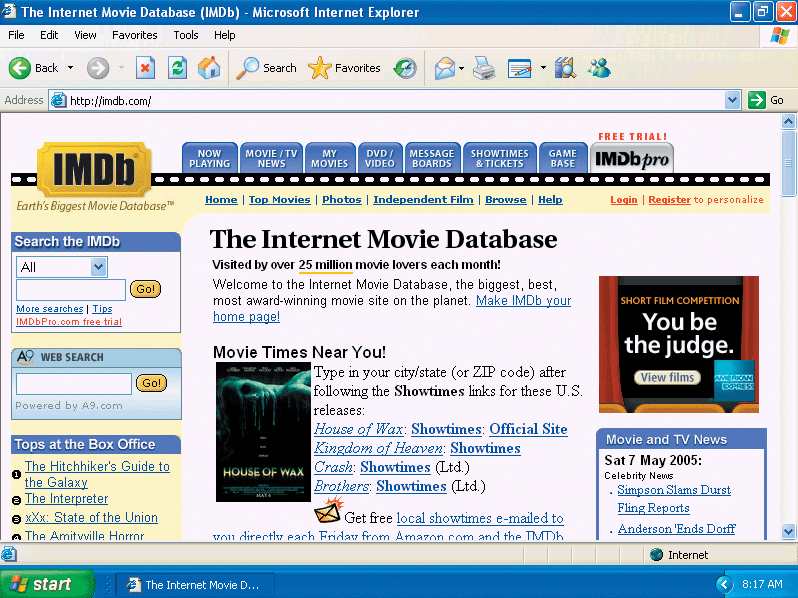 The Internet Movie Database (IMDb) - Microsoft Internet Explorer
File Edit View Favorites Tools Help
Back Search Favorites
Address http://imdb.com/ Go
FREE TRIAL!
NOW PLAYING
MOVIE / TV NEWS
MY MOVIES
DVD / VIDEO
MESSAGE BOARDS
SHOWTIMES & TICKETS
GAME BASE
IMDbpro
IMDb
Earth's Biggest Movie Database™
Home | Top Movies | Photos | Independent Film | Browse | Help
Login | Register to personalize
Search the IMDb
All
Go!
More searches | Tips
IMDbPro.com free trial
A9 WEB SEARCH
Go!
Powered by A9.com
Tops at the Box Office
1 The Hitchhiker's Guide to
the Galaxy
2 The Interpreter
3 xXx: State of the Union
4 The Amityville Horror
The Internet Movie Database
Visited by over 25 million movie lovers each month!
Welcome to the Internet Movie Database, the biggest, best,
most award-winning movie site on the planet. Make IMDb your
home page!
Movie Times Near You!
HOUSE OF WAX
MAY 6
Type in your city/state (or ZIP code) after
following the Showtimes links for these U.S.
releases:
House of Wax: Showtimes: Official Site
Kingdom of Heaven: Showtimes
Crash: Showtimes (Ltd.)
Brothers: Showtimes (Ltd.)
Get free local showtimes e-mailed to
you directly each Friday from Amazon.com and the IMDb
SHORT FILM COMPETITION
You be
the judge.
View films
AMERICAN EXPRESS
Movie and TV News
Sat 7 May 2005:
Celebrity News
. Simpson Slams Durst
Fling Reports
. Anderson 'Ends Dorff
Internet
start
The Internet Movie D...
8:17 AM